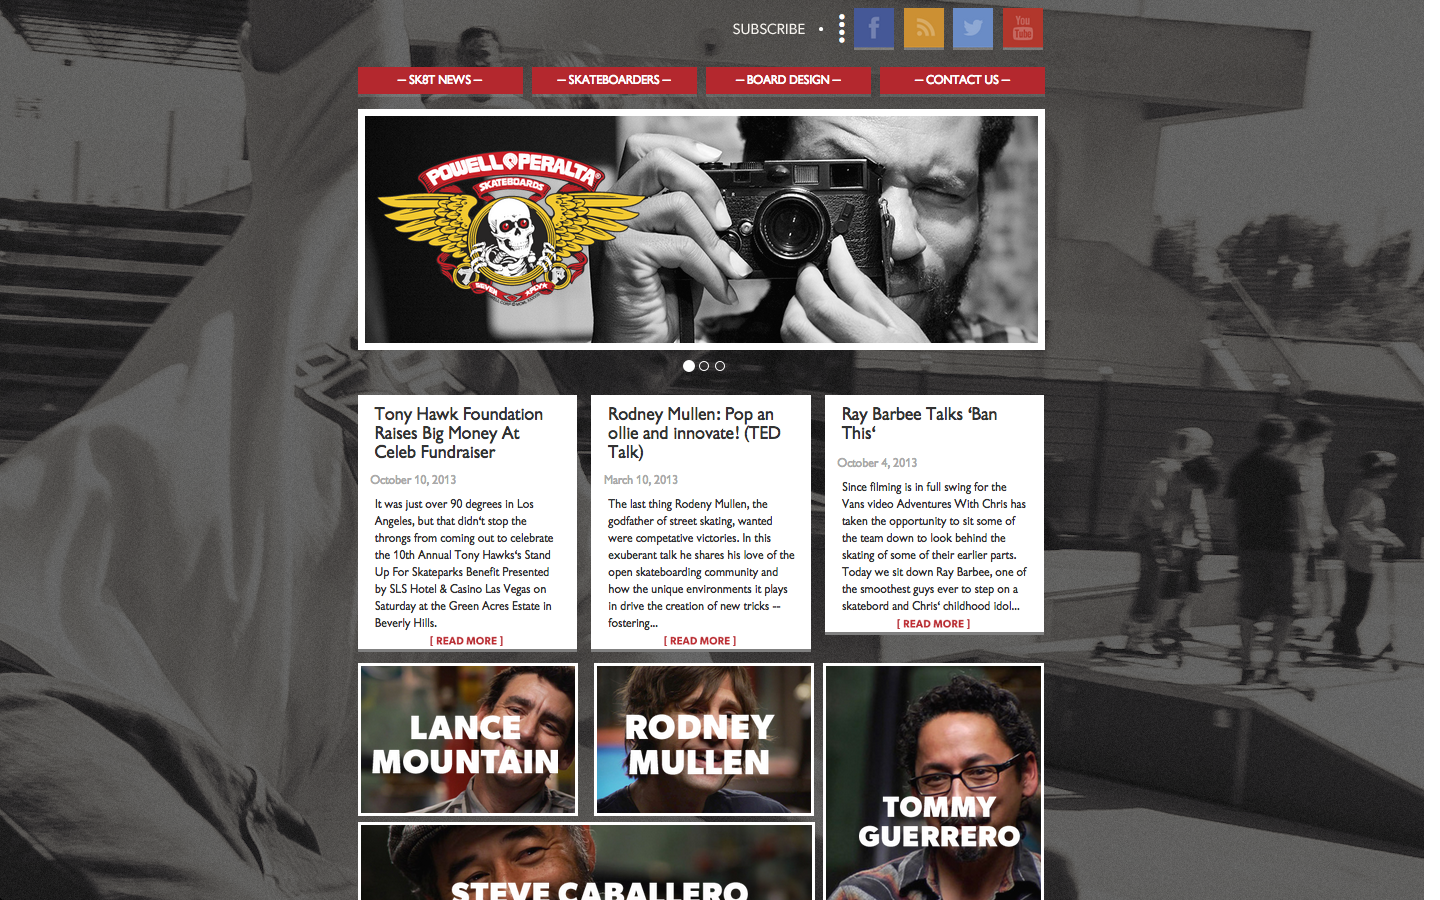 SUBSCRIBE
You
Tube
— SK8T NEWS —
— SKATEBOARDERS —
— BOARD DESIGN —
— CONTACT US —
POWELL PERALTA®
SKATEBOARDS
Tony Hawk Foundation
Raises Big Money At
Celeb Fundraiser
October 10, 2013
It was just over 90 degrees in Los
Angeles, but that didn‘t stop the
throngs from coming out to celebrate
the 10th Annual Tony Hawks‘s Stand
Up For Skateparks Benefit Presented
by SLS Hotel & Casino Las Vegas on
Saturday at the Green Acres Estate in
Beverly Hills.
[ READ MORE ]
Rodney Mullen: Pop an
ollie and innovate! (TED
Talk)
March 10, 2013
The last thing Rodeny Mullen, the
godfather of street skating, wanted
were competative victories. In this
exuberant talk he shares his love of the
open skateboarding community and
how the unique environments it plays
in drive the creation of new tricks --
fostering...
[ READ MORE ]
Ray Barbee Talks ‘Ban
This‘
October 4, 2013
Since filming is in full swing for the
Vans video Adventures With Chris has
taken the opportunity to sit some of
the team down to look behind the
skating of some of their earlier parts.
Today we sit down Ray Barbee, one of
the smoothest guys ever to step on a
skatebord and Chris‘ childhood idol...
[ READ MORE ]
LANCE
MOUNTAIN
RODNEY
MULLEN
TOMMY
GUERRERO
STEVE CABALLERO